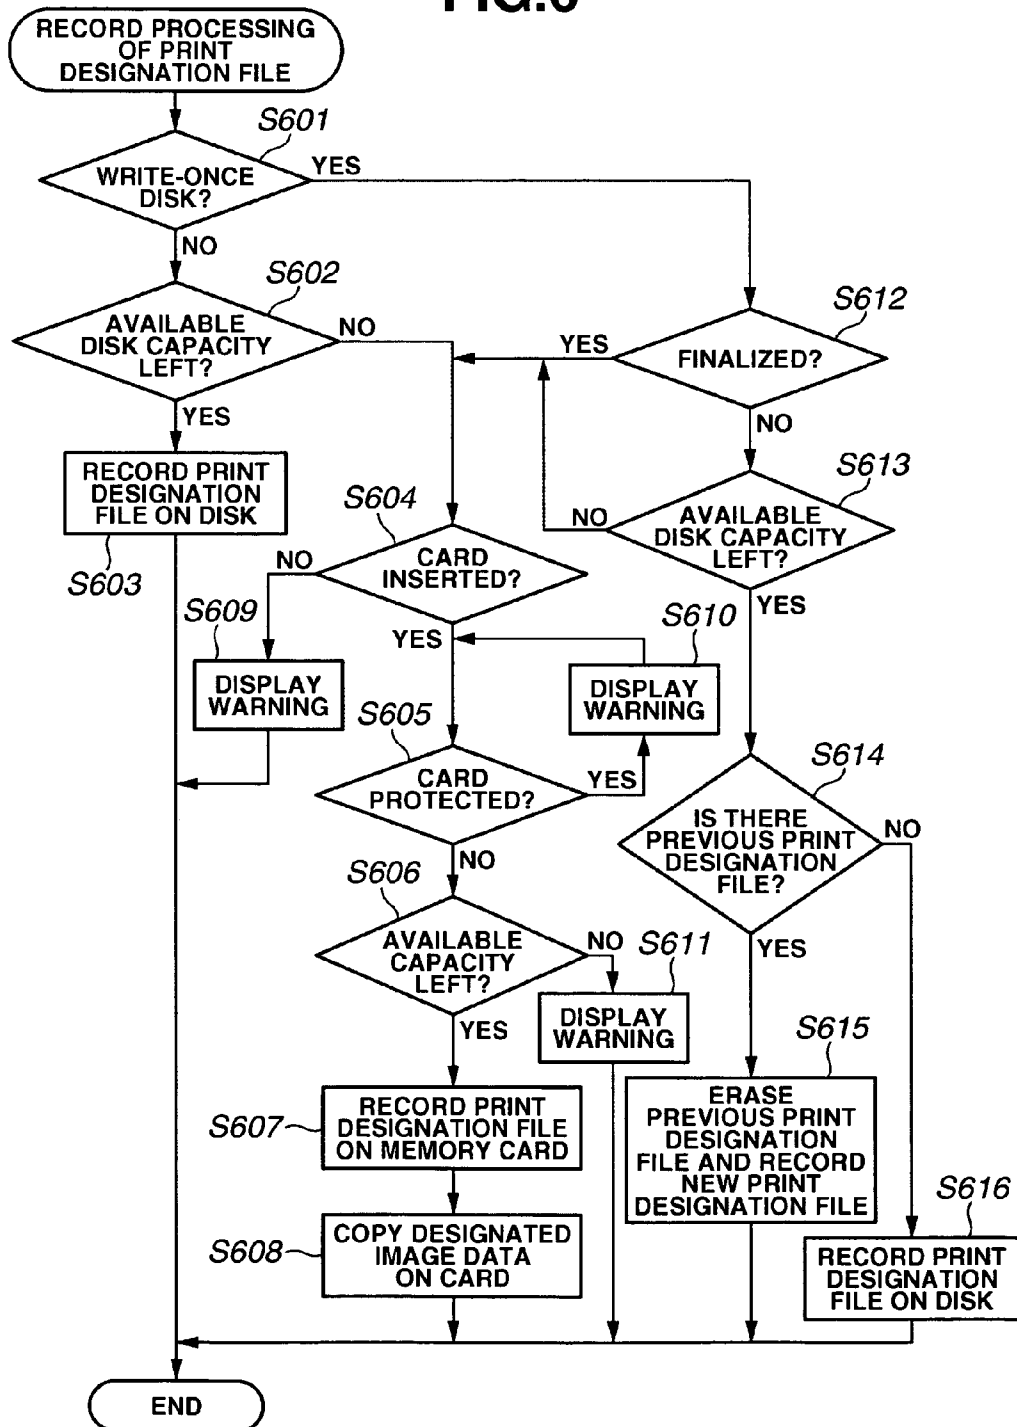 RECORD PROCESSING
OF PRINT
DESIGNATION FILE
S601
WRITE-ONCE
DISK?
YES
NO
S602
AVAILABLE
DISK CAPACITY
LEFT?
NO
YES
S612
FINALIZED?
YES
NO
RECORD PRINT
DESIGNATION
FILE ON DISK
S603
S613
AVAILABLE
DISK CAPACITY
LEFT?
NO
YES
S604
CARD
INSERTED?
NO
YES
S609
DISPLAY
WARNING
S610
DISPLAY
WARNING
S605
CARD
PROTECTED?
YES
NO
S614
IS THERE
PREVIOUS PRINT
DESIGNATION
FILE?
NO
YES
S606
AVAILABLE
CAPACITY
LEFT?
NO
YES
S611
DISPLAY
WARNING
S615
ERASE
PREVIOUS PRINT
DESIGNATION
FILE AND RECORD
NEW PRINT
DESIGNATION FILE
S607
RECORD PRINT
DESIGNATION FILE
ON MEMORY CARD
S608
COPY DESIGNATED
IMAGE DATA
ON CARD
S616
RECORD PRINT
DESIGNATION
FILE ON DISK
END